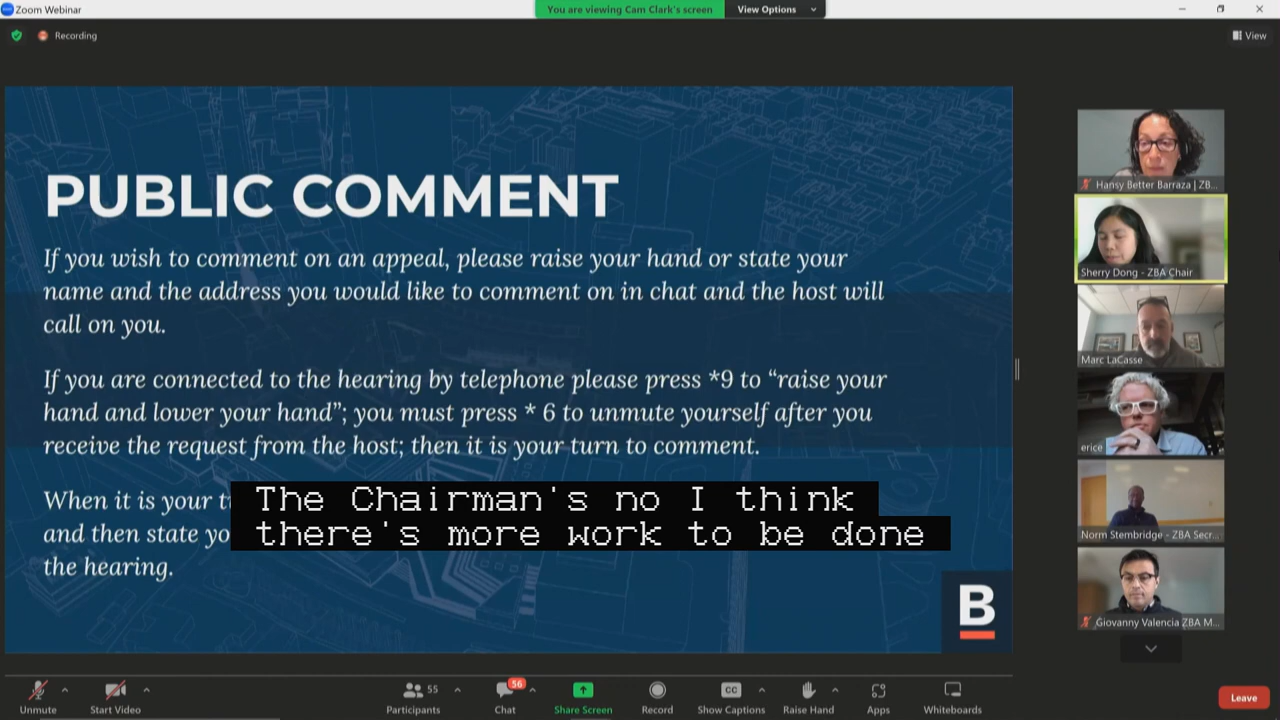 Zoom Webinar
You are viewing Cam Clark's screen
View Options
Recording
View
PUBLIC COMMENT
If you wish to comment on an appeal, please raise your hand or state your
name and the address you would like to comment on in chat and the host will
call on you.
If you are connected to the hearing by telephone please press *9 to “raise your
hand and lower your hand”; you must press * 6 to unmute yourself after you
receive the request from the host; then it is your turn to comment.
When it is your
and then state
the hearing.
The Chairman's no I think
there's more work to be done
B
Hansy Better Barraza | ZB...
Sherry Dong - ZBA Chair
Marc LaCasse
erice
Norm Stembridge - ZBA Secr...
Giovanny Valencia ZBA M...
Unmute
Start Video
55
Participants
56
Chat
Share Screen
Record
CC
Show Captions
Raise Hand
Apps
Whiteboards
Leave